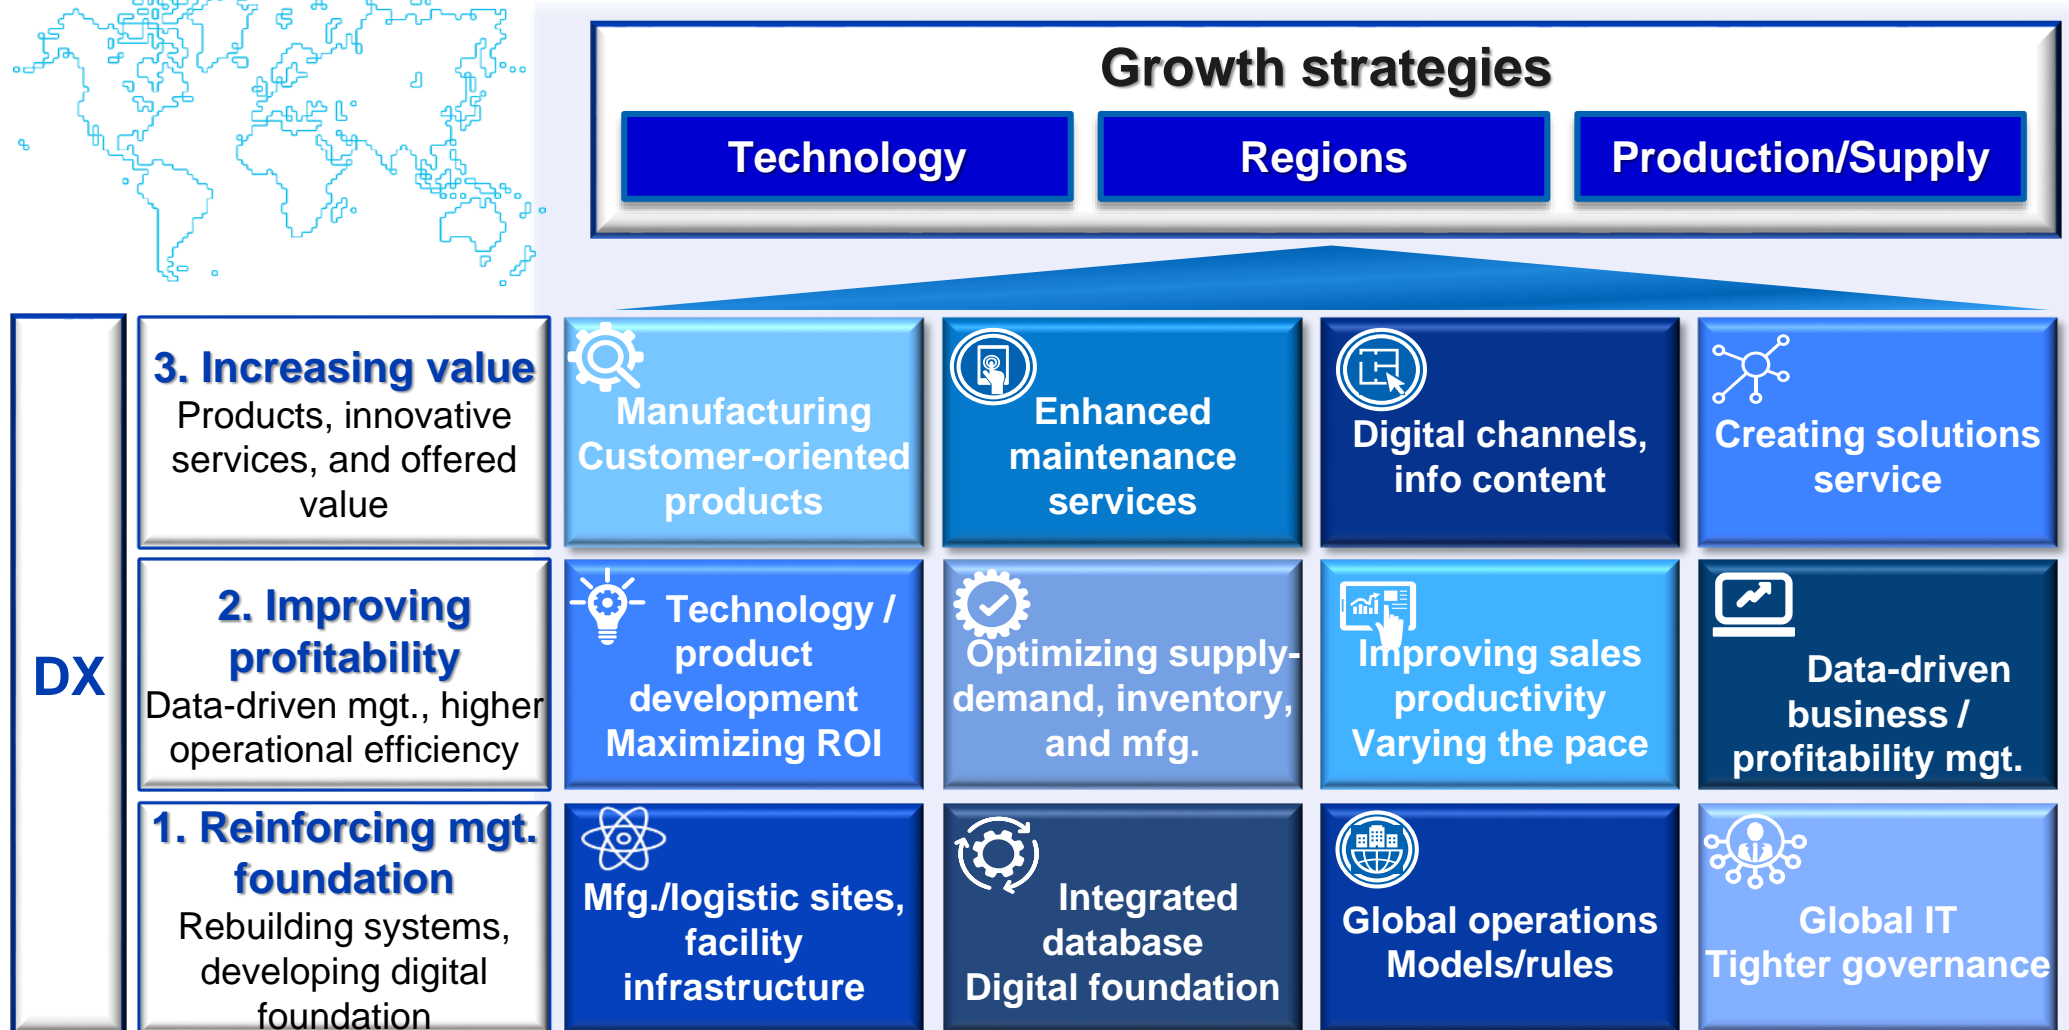 Growth strategies
Technology
Regions
Production/Supply
DX
3. Increasing value
Products, innovative
services, and offered
value
Manufacturing
Customer-oriented
products
Enhanced
maintenance
services
Digital channels,
info content
Creating solutions
service
2. Improving
profitability
Data-driven mgt., higher
operational efficiency
Technology /
product
development
Maximizing ROI
Optimizing supply-
demand, inventory,
and mfg.
Improving sales
productivity
Varying the pace
Data-driven
business /
profitability mgt.
1. Reinforcing mgt.
foundation
Rebuilding systems,
developing digital
foundation
Mfg./logistic sites,
facility
infrastructure
Integrated
database
Digital foundation
Global operations
Models/rules
Global IT
Tighter governance